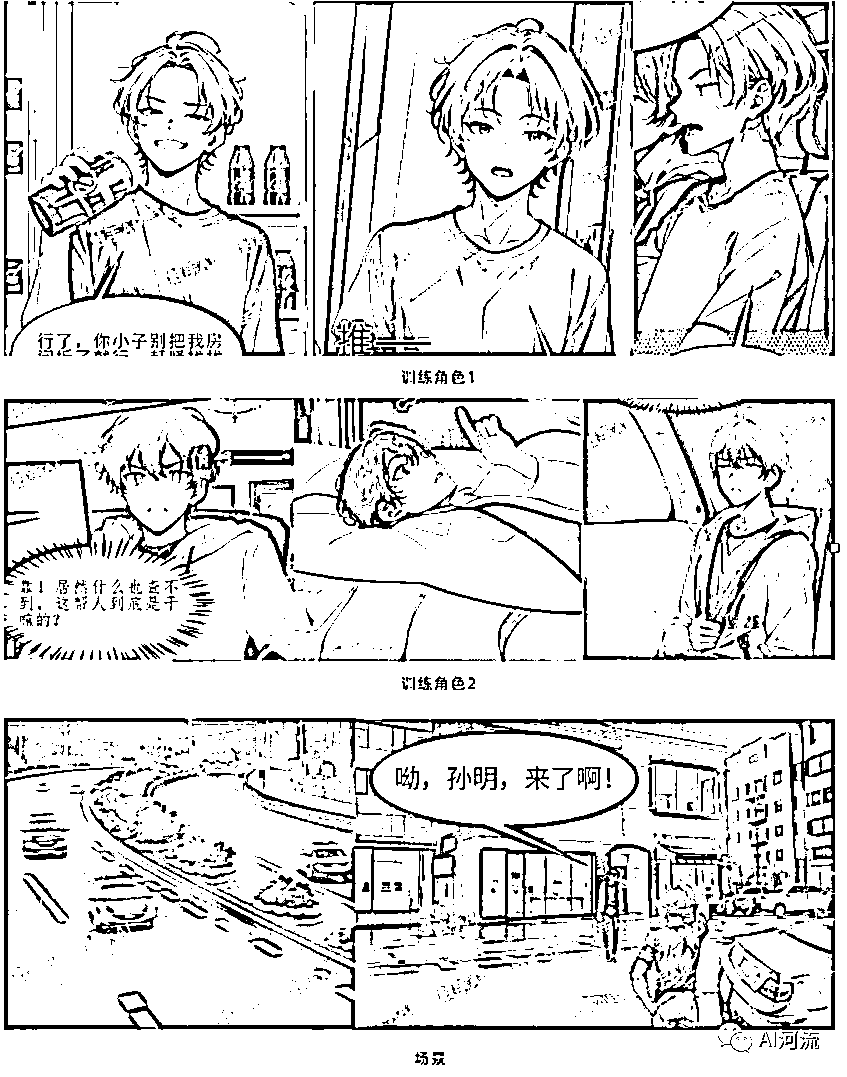 行了，你小子别把我房
推
训练角色1
靠！居然什么也查不
到，这帮人到底是干
嘛的？
训练角色2
呦，孙明，来了啊！
AI河流
场景